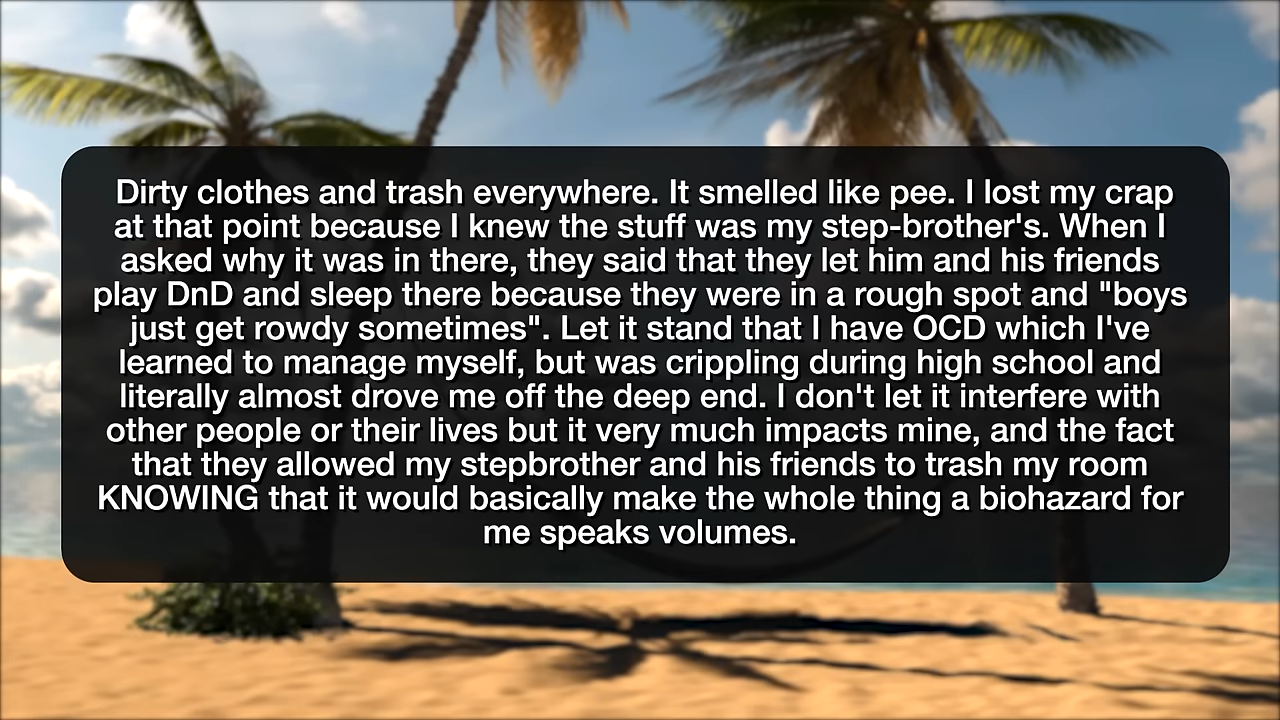 Dirty clothes and trash everywhere. It smelled like pee. I lost my crap
at that point because I knew the stuff was my step-brother's. When I
asked why it was in there, they said that they let him and his friends
play DnD and sleep there because they were in a rough spot and "boys
just get rowdy sometimes". Let it stand that I have OCD which I've
learned to manage myself, but was crippling during high school and
literally almost drove me off the deep end. I don't let it interfere with
other people or their lives but it very much impacts mine, and the fact
that they allowed my stepbrother and his friends to trash my room
KNOWING that it would basically make the whole thing a biohazard for
me speaks volumes.